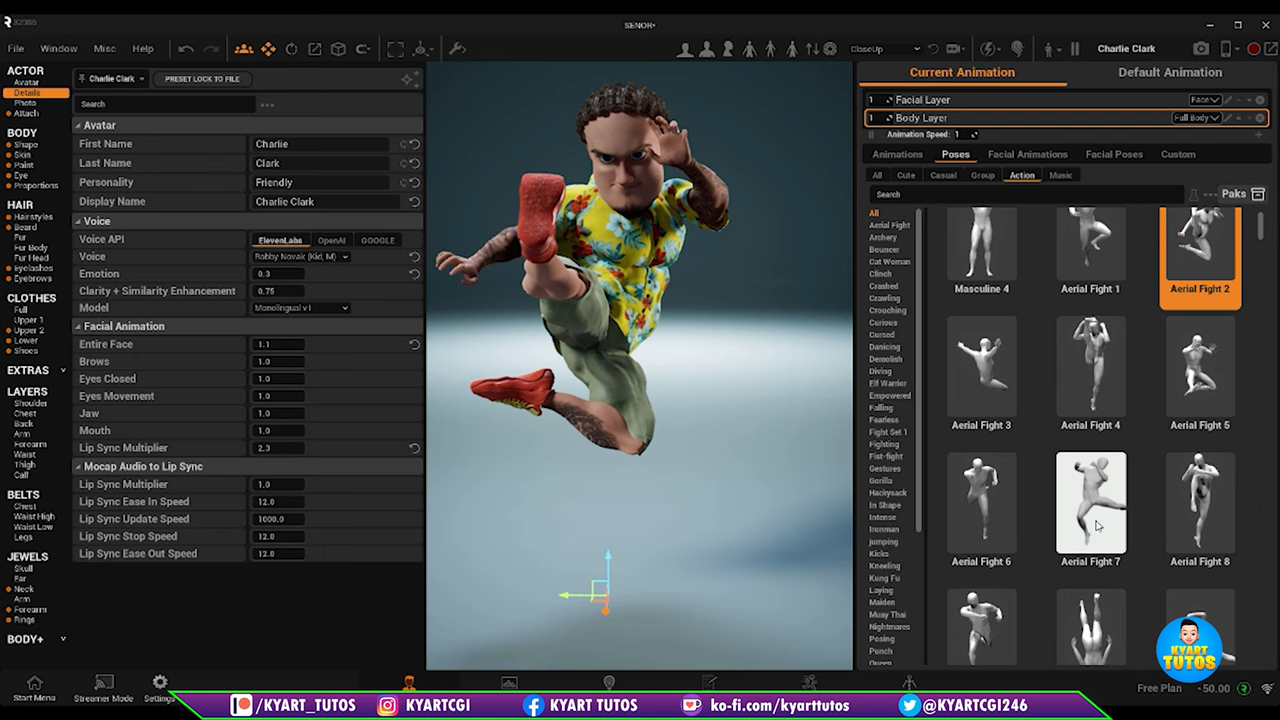 SENOR•
File Window Misc Help
CloseUp
Charlie Clark
ACTOR
Avatar
Details
Photo
Attach
BODY
Shape
Skin
Paint
Eye
Proportions
HAIR
Hairstyles
Beard
Fur
Fur Body
Fur Head
Eyelashes
Eyebrows
CLOTHES
Full
Upper 1
Upper 2
Lower
Shoes
EXTRAS
LAYERS
Shoulder
Chest
Back
Arm
Forearm
Waist
Thigh
Calf
BELTS
Chest
Waist High
Waist Low
Legs
JEWELS
Skull
Ear
Neck
Arm
Forearm
Rings
BODY+
Charlie Clark
PRESET LOCK TO FILE
Search
Avatar
First Name Charlie
Last Name Clark
Personality Friendly
Display Name Charlie Clark
Voice
Voice API ElevenLabs OpenAI GOOGLE
Voice Robby Novak (Kid, M)
Emotion 0.3
Clarity + Similarity Enhancement 0.75
Model Monolingual v1
Facial Animation
Entire Face 1.1
Brows 1.0
Eyes Closed 1.0
Eyes Movement 1.0
Jaw 1.0
Mouth 1.0
Lip Sync Multiplier 2.3
Mocap Audio to Lip Sync
Lip Sync Multiplier 1.0
Lip Sync Ease In Speed 12.0
Lip Sync Update Speed 1000.0
Lip Sync Stop Speed 12.0
Lip Sync Ease Out Speed 12.0
Current Animation Default Animation
1 Facial Layer Face
1 Body Layer Full Body
Animation Speed: 1
Animations Poses Facial Animations Facial Poses Custom
All Cute Casual Group Action Music
Search
Paks
All
Aerial Fight
Archery
Bouncer
Cat Woman
Clinch
Crashed
Crawling
Crouching
Curious
Cursed
Danicing
Demolish
Diving
Elf Warrior
Empowered
Falling
Fearless
Fight Set 1
Fighting
Fist-fight
Gestures
Gorilla
Hackysack
In Shape
Intense
Ironman
jumping
Kicks
Kneeling
Kung Fu
Laying
Maiden
Muay Thai
Nightmares
Posing
Punch
Queen
Masculine 4 Aerial Fight 1 Aerial Fight 2
Aerial Fight 3 Aerial Fight 4 Aerial Fight 5
Aerial Fight 6 Aerial Fight 7 Aerial Fight 8
KYART
TUTOS
Start Menu Streamer Mode Settings
Free Plan -50.00
/KYART_TUTOS KYARTCGI KYART TUTOS ko-fi.com/kyarttutos @KYARTCGI246